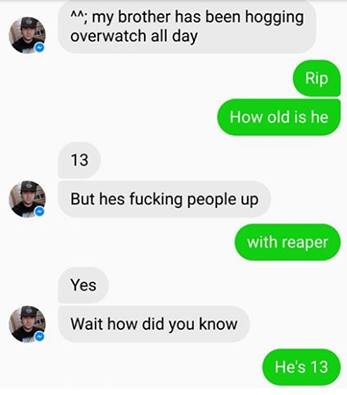 ^^; my brother has been hogging
overwatch all day
Rip
How old is he
13
But hes fucking people up
with reaper
Yes
Wait how did you know
He's 13